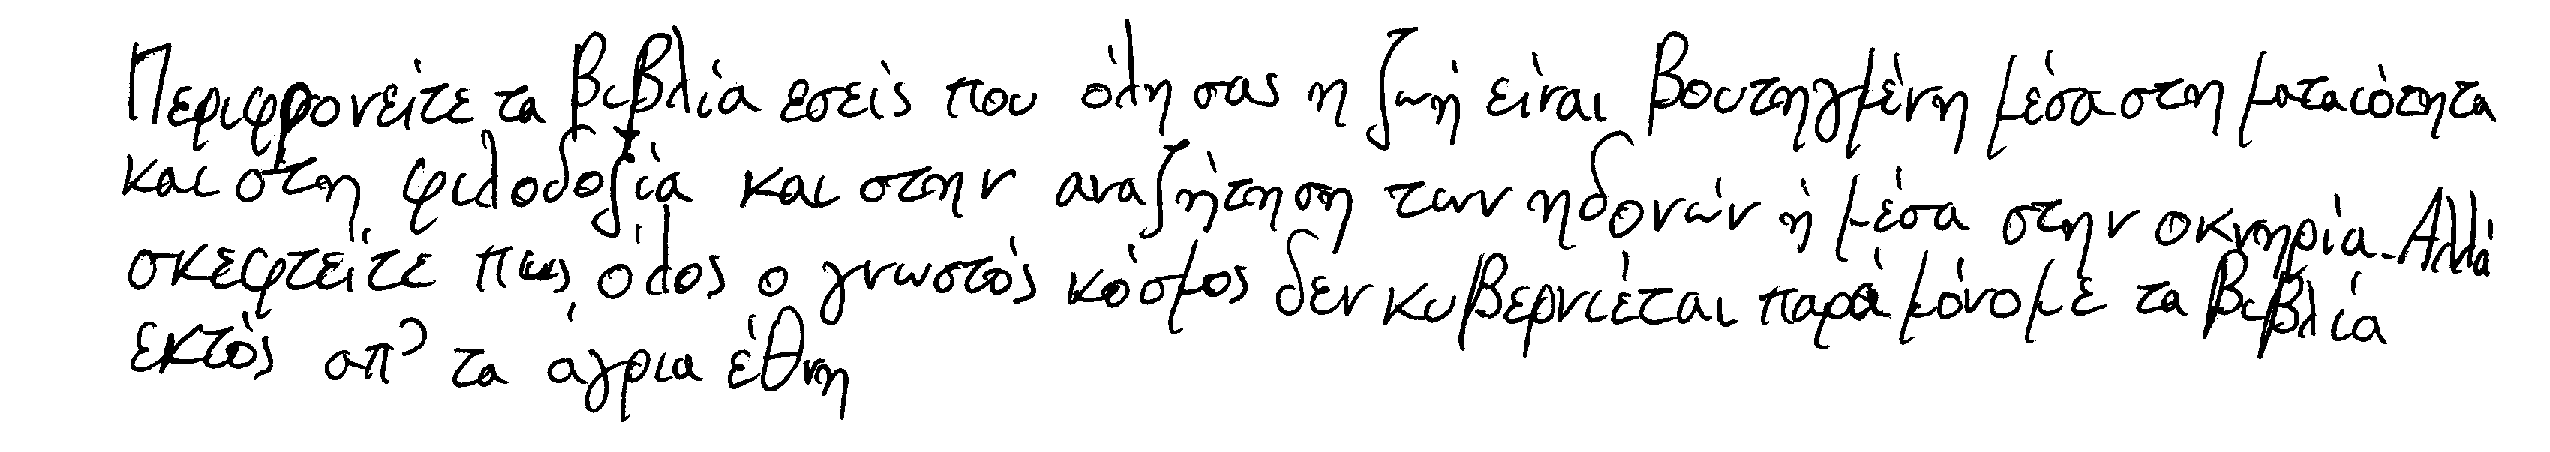 Περιφρονείτε τα βιβλία εσείς που όλη σας η ζωή είναι βουτηγμένη μέσα στη ματαιότητα
και στη φιλοδοξία και στην αναζήτηση των ηδονών ή μέσα στην οκνηρία. Αλλά
σκεφτείτε πως όλος ο γνωστός κόσμος δεν κυβερνιέται παρά μόνο με τα βιβλία
εκτός απ' τα άγρια έθνη